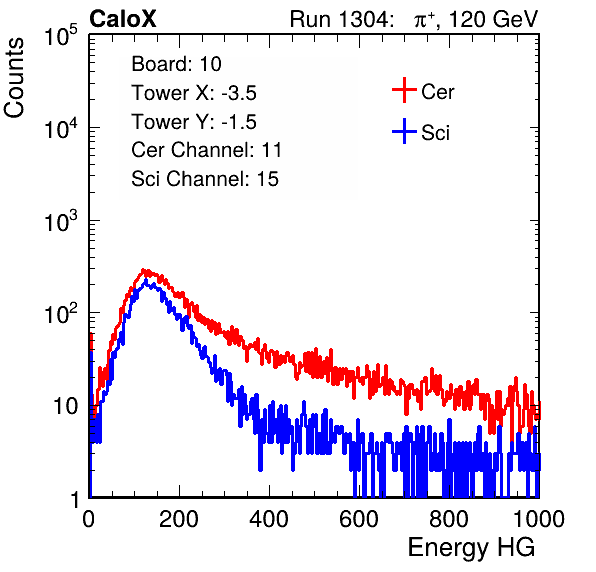 CaloX Run 1304: π⁺, 120 GeV
Board: 10
Tower X: -3.5
Tower Y: -1.5
Cer Channel: 11
Sci Channel: 15
Cer
Sci
Counts
10⁵
10⁴
10³
10²
10
1
0 200 400 600 800 1000
Energy HG